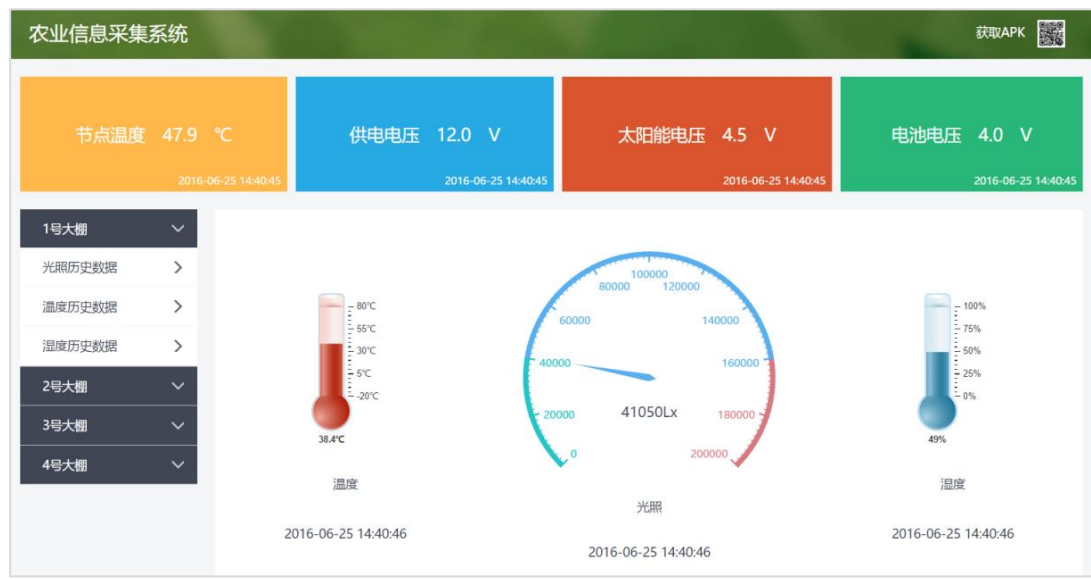 农业信息采集系统
获取APK
节点温度 47.9 ℃
2016-06-25 14:40:45
供电电压 12.0 V
2016-06-25 14:40:45
太阳能电压 4.5 V
2016-06-25 14:40:45
电池电压 4.0 V
2016-06-25 14:40:45
1号大棚
光照历史数据
温度历史数据
湿度历史数据
2号大棚
3号大棚
4号大棚
80℃
55℃
30℃
5℃
-20℃
38.4℃
温度
2016-06-25 14:40:46
0
20000
40000
60000
80000
100000
120000
140000
160000
180000
200000
41050Lx
光照
2016-06-25 14:40:46
100%
75%
50%
25%
0%
49%
湿度
2016-06-25 14:40:46